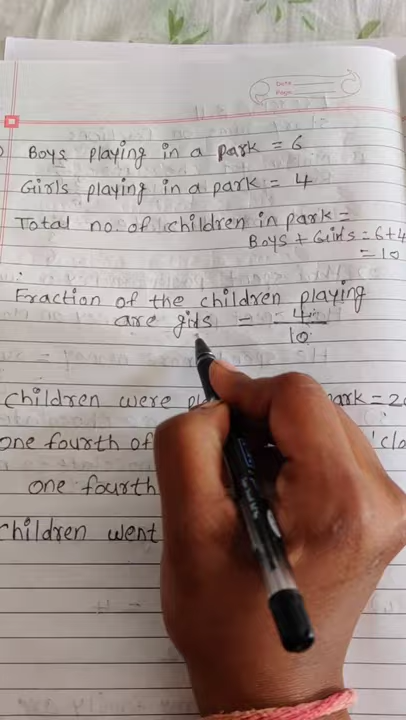 Date
Page
Boys playing in a park = 6
Girls playing in a park = 4
Total no. of children in park =
Boys + Girls = 6+4
= 10
Fraction of the children playing
are girls = 4
10
children were park = 20
one fourth of
one fourth
children went